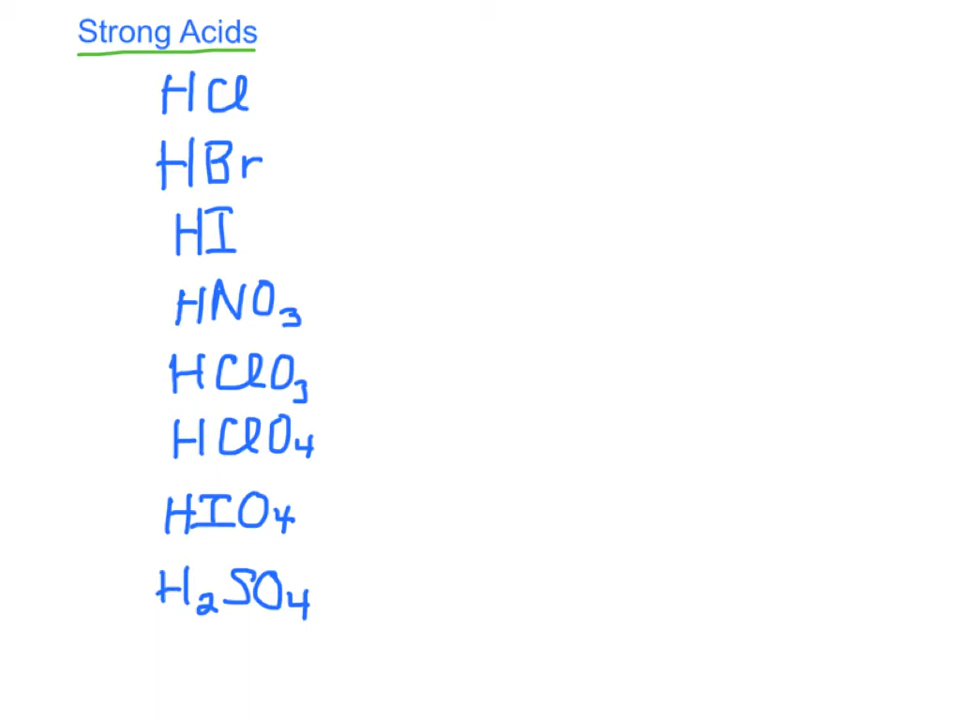 Strong Acids
HCl
HBr
HI
HNO₃
HClO₃
HClO₄
HIO₄
H₂SO₄